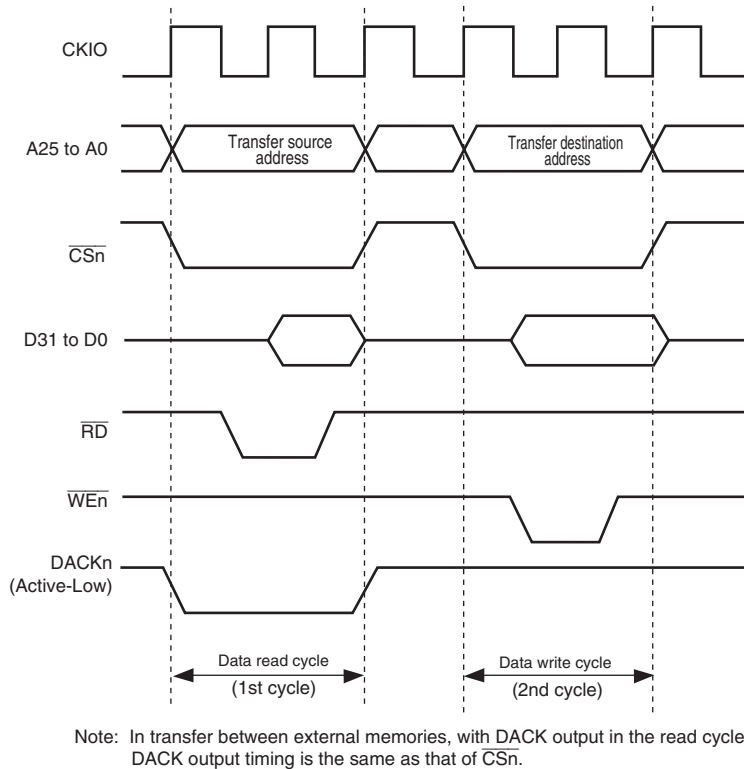 CKIO
A25 to A0
Transfer source
address
Transfer destination
address
CSn
D31 to D0
RD
WEn
DACKn
(Active-Low)
Data read cycle
(1st cycle)
Data write cycle
(2nd cycle)
Note: In transfer between external memories, with DACK output in the read cycle
DACK output timing is the same as that of CSn.